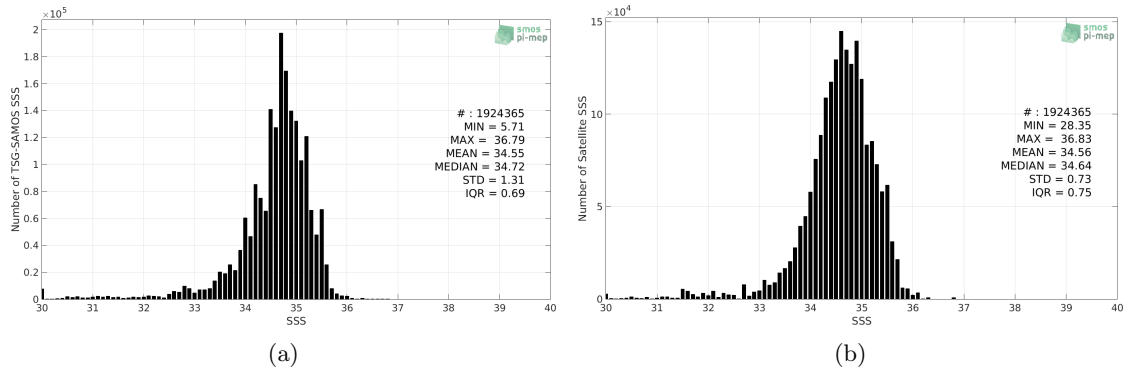 ×10⁵
2
1.8
1.6
1.4
1.2
1
0.8
0.6
0.4
0.2
0
Number of TSG-SAMOS SSS
30 31 32 33 34 35 36 37 38 39 40
SSS
smos
pi-mep
# : 1924365
MIN = 5.71
MAX = 36.79
MEAN = 34.55
MEDIAN = 34.72
STD = 1.31
IQR = 0.69
(a)
×10⁴
15
10
5
0
Number of Satellite SSS
30 31 32 33 34 35 36 37 38 39 40
SSS
smos
pi-mep
# : 1924365
MIN = 28.35
MAX = 36.83
MEAN = 34.56
MEDIAN = 34.64
STD = 0.73
IQR = 0.75
(b)